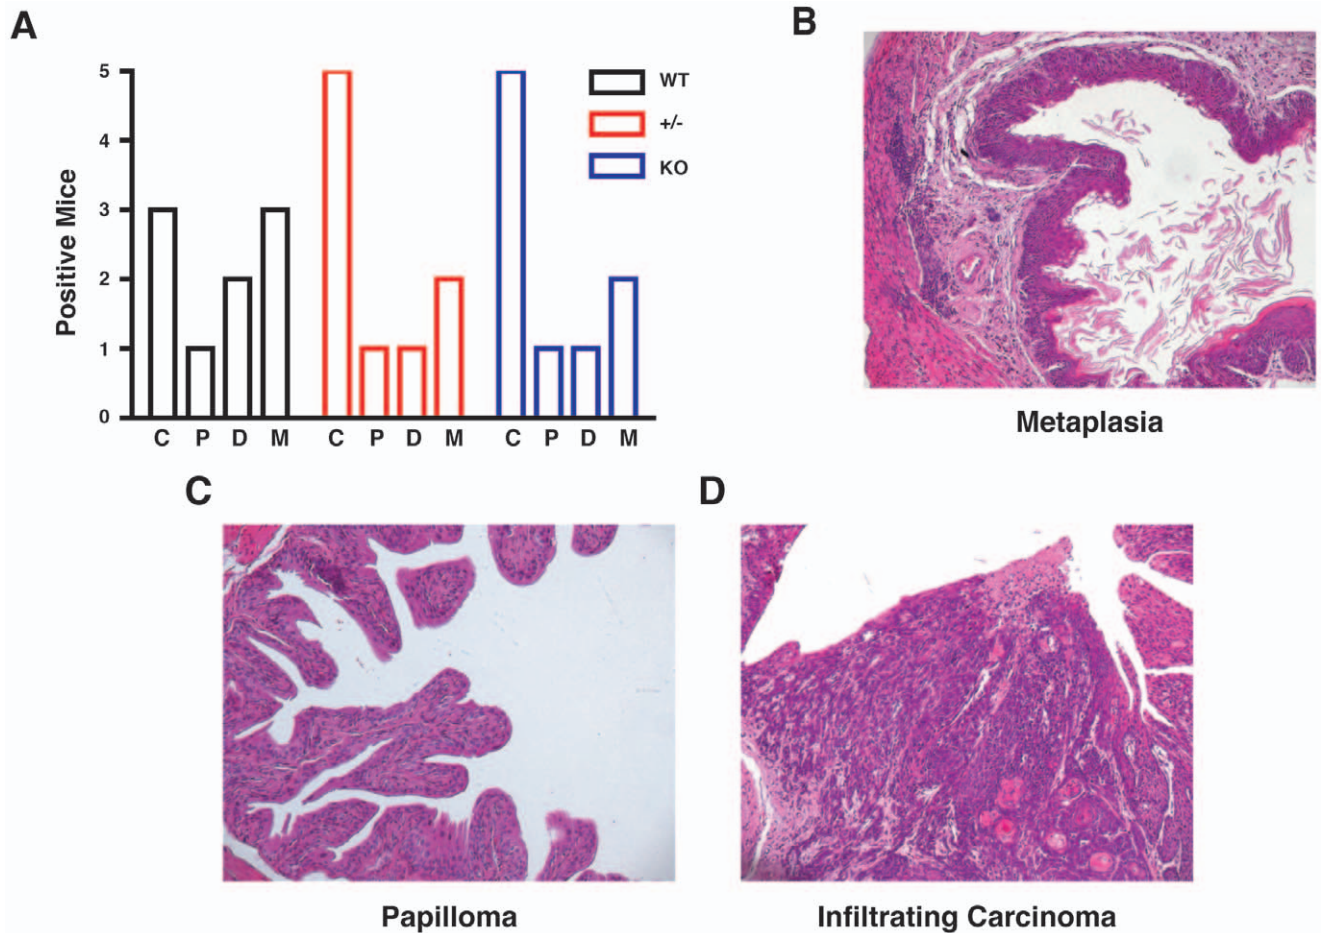 A
B
5
4
3
2
1
0
Positive Mice
WT
+/-
KO
C P D M C P D M C P D M
Metaplasia
C
D
Papilloma
Infiltrating Carcinoma